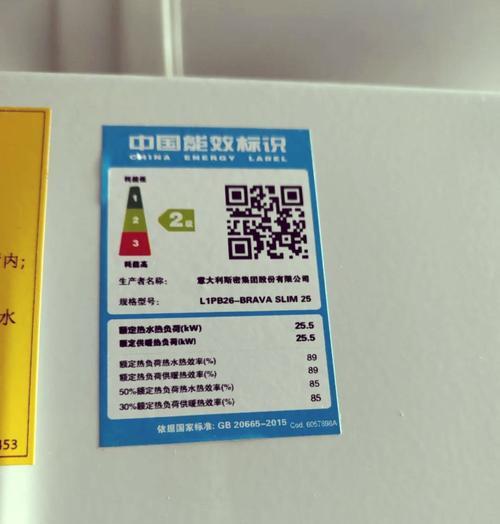 中国能效标识
CHINA ENERGY LABEL
耗能低
1
2
2级
3
耗能高
生产者名称: 意大利斯密集团股份有限公司
规格型号: L1PB26-BRAVA SLIM 25
额定热水热负荷(kW) 25.5
额定供暖热负荷(kW) 25.5
额定热负荷热水热效率(%) 89
额定热负荷供暖热效率(%) 89
50%额定热负荷热水热效率(%) 85
30%额定热负荷供暖热效率(%) 85
依据国家标准: GB 20665-2015 Cod. 6057898A
内;
水
453